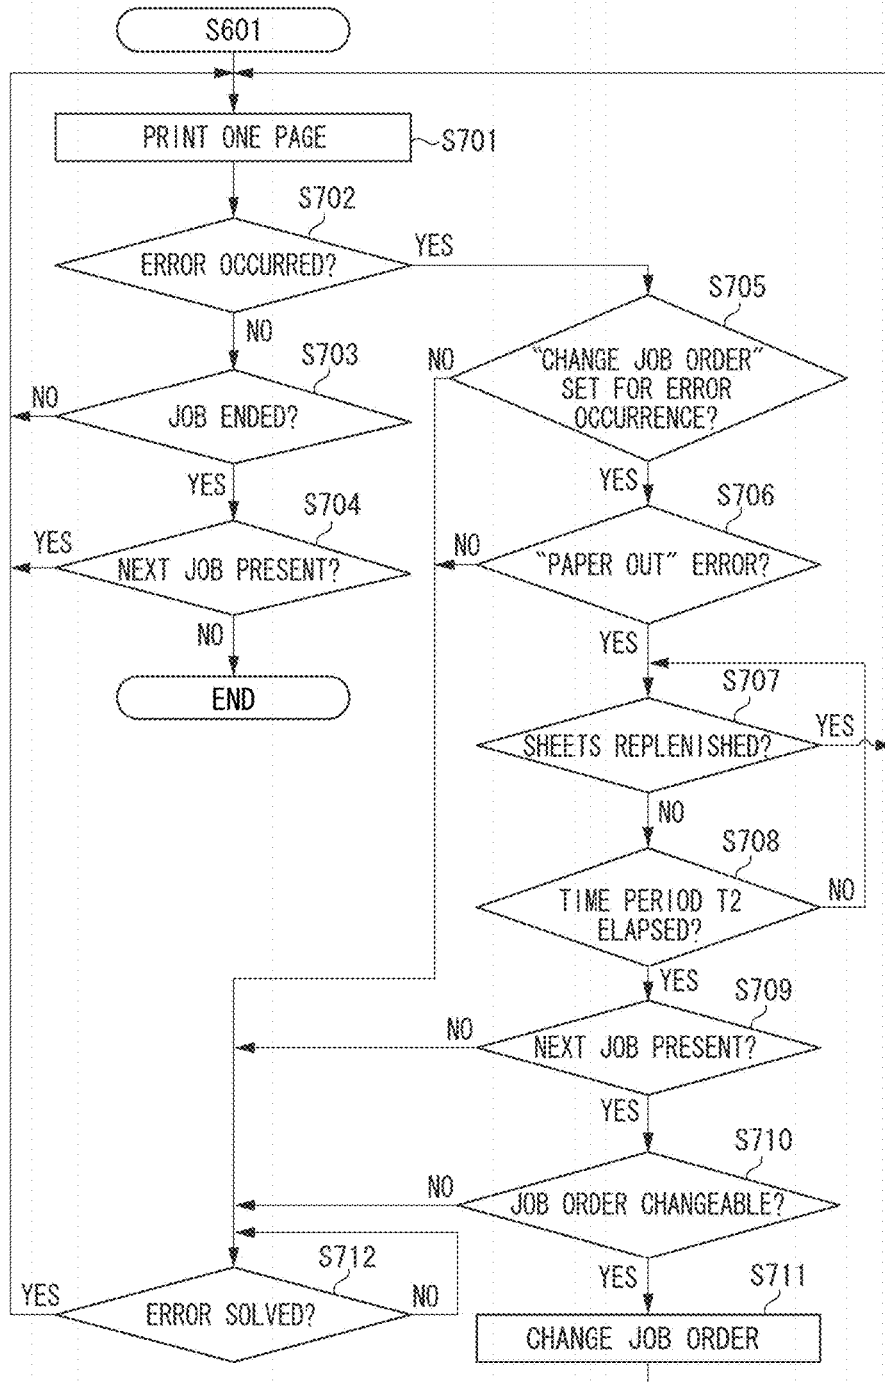 S601
PRINT ONE PAGE
S701
S702
ERROR OCCURRED?
YES
NO
S703
JOB ENDED?
NO
YES
S704
NEXT JOB PRESENT?
YES
NO
END
S705
"CHANGE JOB ORDER"
SET FOR ERROR
OCCURRENCE?
NO
YES
S706
"PAPER OUT" ERROR?
NO
YES
S707
SHEETS REPLENISHED?
YES
NO
S708
TIME PERIOD T2
ELAPSED?
NO
YES
S709
NEXT JOB PRESENT?
NO
YES
S710
JOB ORDER CHANGEABLE?
NO
YES
S711
CHANGE JOB ORDER
S712
ERROR SOLVED?
YES
NO